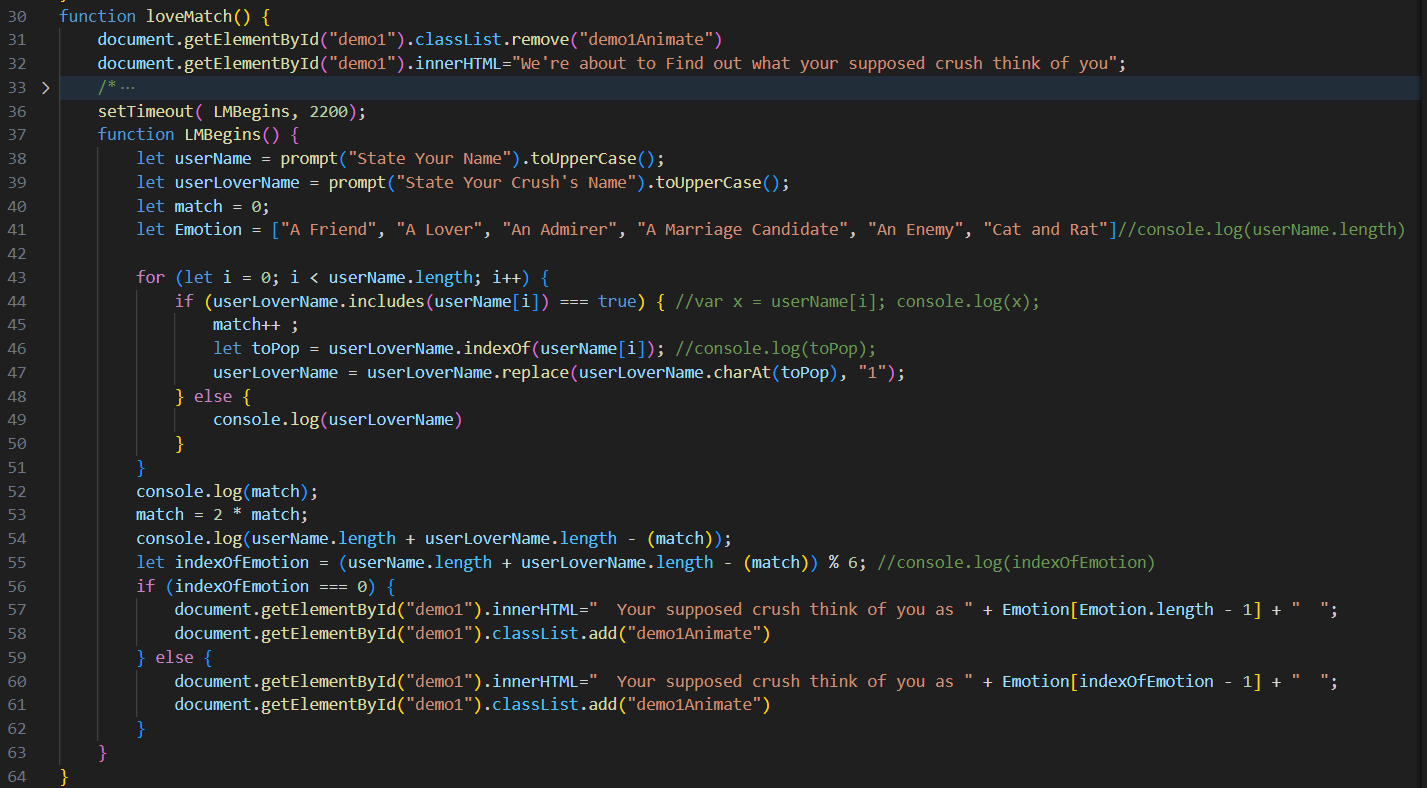 30 function loveMatch() {
31 document.getElementById("demo1").classList.remove("demo1Animate")
32 document.getElementById("demo1").innerHTML="We're about to Find out what your supposed crush think of you";
33 > /* ···
36 setTimeout( LMBegins, 2200);
37 function LMBegins() {
38 let userName = prompt("State Your Name").toUpperCase();
39 let userLoverName = prompt("State Your Crush's Name").toUpperCase();
40 let match = 0;
41 let Emotion = ["A Friend", "A Lover", "An Admirer", "A Marriage Candidate", "An Enemy", "Cat and Rat"]//console.log(userName.length)
42
43 for (let i = 0; i < userName.length; i++) {
44 if (userLoverName.includes(userName[i]) === true) { //var x = userName[i]; console.log(x);
45 match++ ;
46 let toPop = userLoverName.indexOf(userName[i]); //console.log(toPop);
47 userLoverName = userLoverName.replace(userLoverName.charAt(toPop), "1");
48 } else {
49 console.log(userLoverName)
50 }
51 }
52 console.log(match);
53 match = 2 * match;
54 console.log(userName.length + userLoverName.length - (match));
55 let indexOfEmotion = (userName.length + userLoverName.length - (match)) % 6; //console.log(indexOfEmotion)
56 if (indexOfEmotion === 0) {
57 document.getElementById("demo1").innerHTML="  Your supposed crush think of you as " + Emotion[Emotion.length - 1] + "  ";
58 document.getElementById("demo1").classList.add("demo1Animate")
59 } else {
60 document.getElementById("demo1").innerHTML="  Your supposed crush think of you as " + Emotion[indexOfEmotion - 1] + "  ";
61 document.getElementById("demo1").classList.add("demo1Animate")
62 }
63 }
64 }